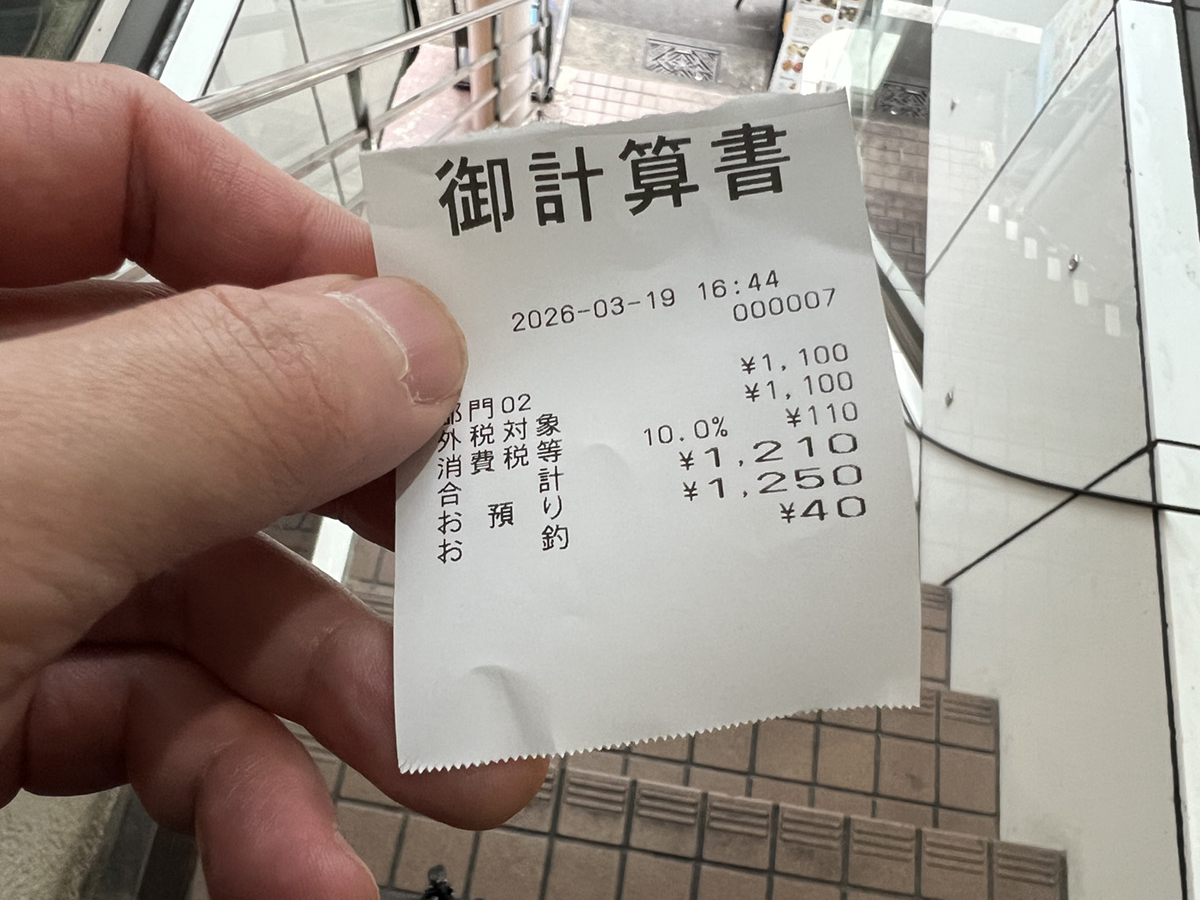 御計算書
2026-03-19 16:44
000007
部門02 ¥1,100
外税対象 ¥1,100
消費税等 10.0% ¥110
合計 ¥1,210
お預り ¥1,250
お釣 ¥40